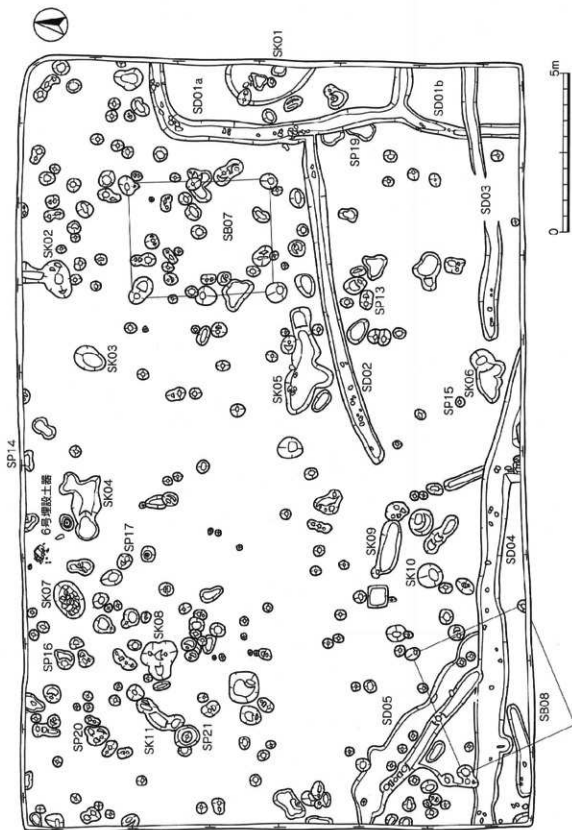 SK01
SD01a
SD01b
SP19
SD03
SK02
SB07
SP13
SD02
SK03
SK05
SP15
SK06
SP14
SK04
6号埋設土器
SP17
SK07
SK09
SK10
SD04
SP16
SK08
SP20
SK11
SP21
SD05
SB08
0
5m